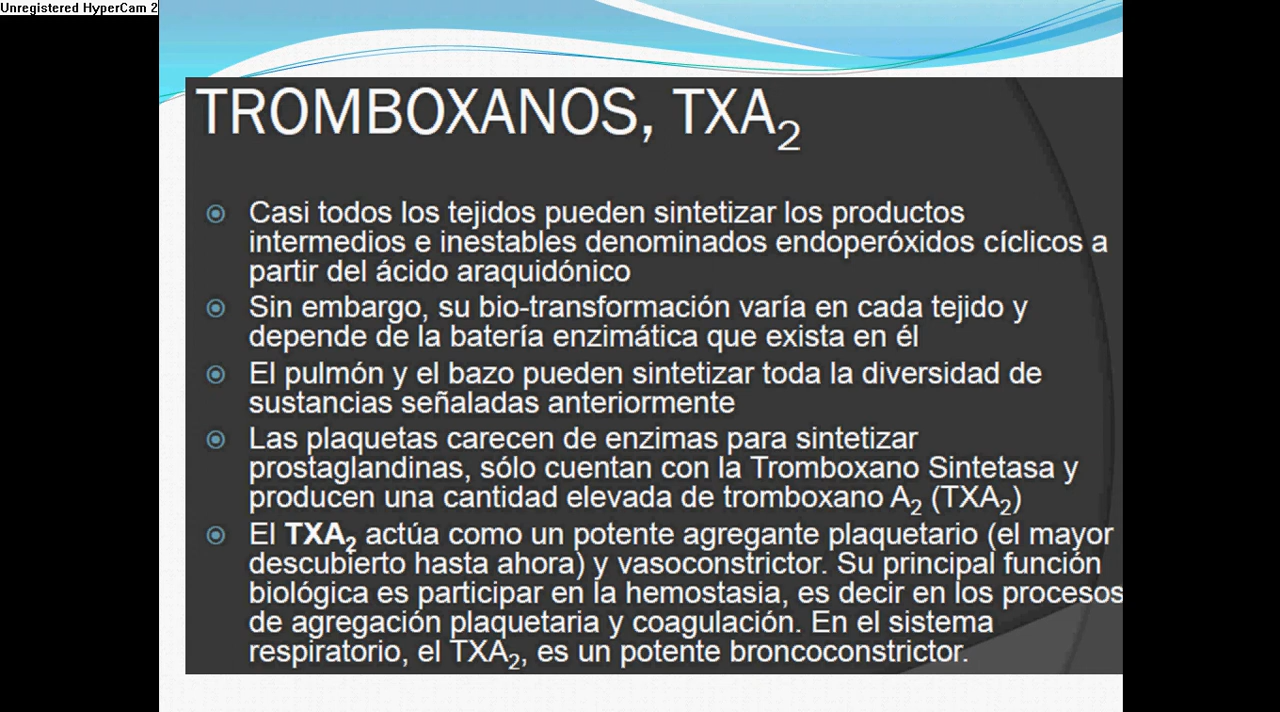 Unregistered HyperCam 2
TROMBOXANOS, TXA₂
Casi todos los tejidos pueden sintetizar los productos
intermedios e inestables denominados endoperóxidos cíclicos a
partir del ácido araquidónico
Sin embargo, su bio-transformación varía en cada tejido y
depende de la batería enzimática que exista en él
El pulmón y el bazo pueden sintetizar toda la diversidad de
sustancias señaladas anteriormente
Las plaquetas carecen de enzimas para sintetizar
prostaglandinas, sólo cuentan con la Tromboxano Sintetasa y
producen una cantidad elevada de tromboxano A₂ (TXA₂)
El TXA₂ actúa como un potente agregante plaquetario (el mayor
descubierto hasta ahora) y vasoconstrictor. Su principal función
biológica es participar en la hemostasia, es decir en los procesos
de agregación plaquetaria y coagulación. En el sistema
respiratorio, el TXA₂, es un potente broncoconstrictor.